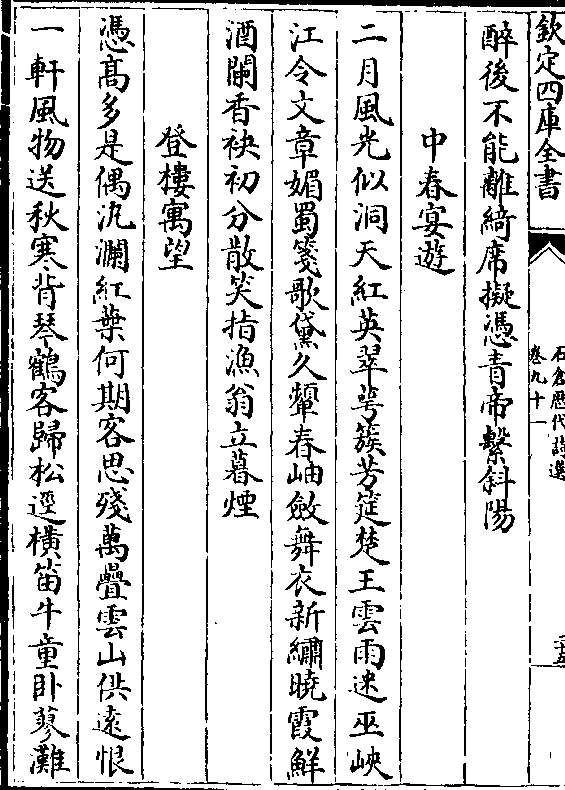 欽定四庫全書
石倉歷代詩選
卷九十一
醉後不能離綺席擬憑青帝繫斜陽
中春宴遊
二月風光似洞天紅英翠萼簇芳筵楚王雲雨迷巫峽
江令文章媚蜀箋歌黛久顰春岫斂舞衣新繡曉霞鮮
酒闌香袂初分散笑指漁翁立暮煙
登樓寓望
憑高多是偶汍瀾紅葉何期客思殘萬疊雲山供遠恨
一軒風物送秋寒背琴鶴客歸松逕橫笛牛童卧蓼灘